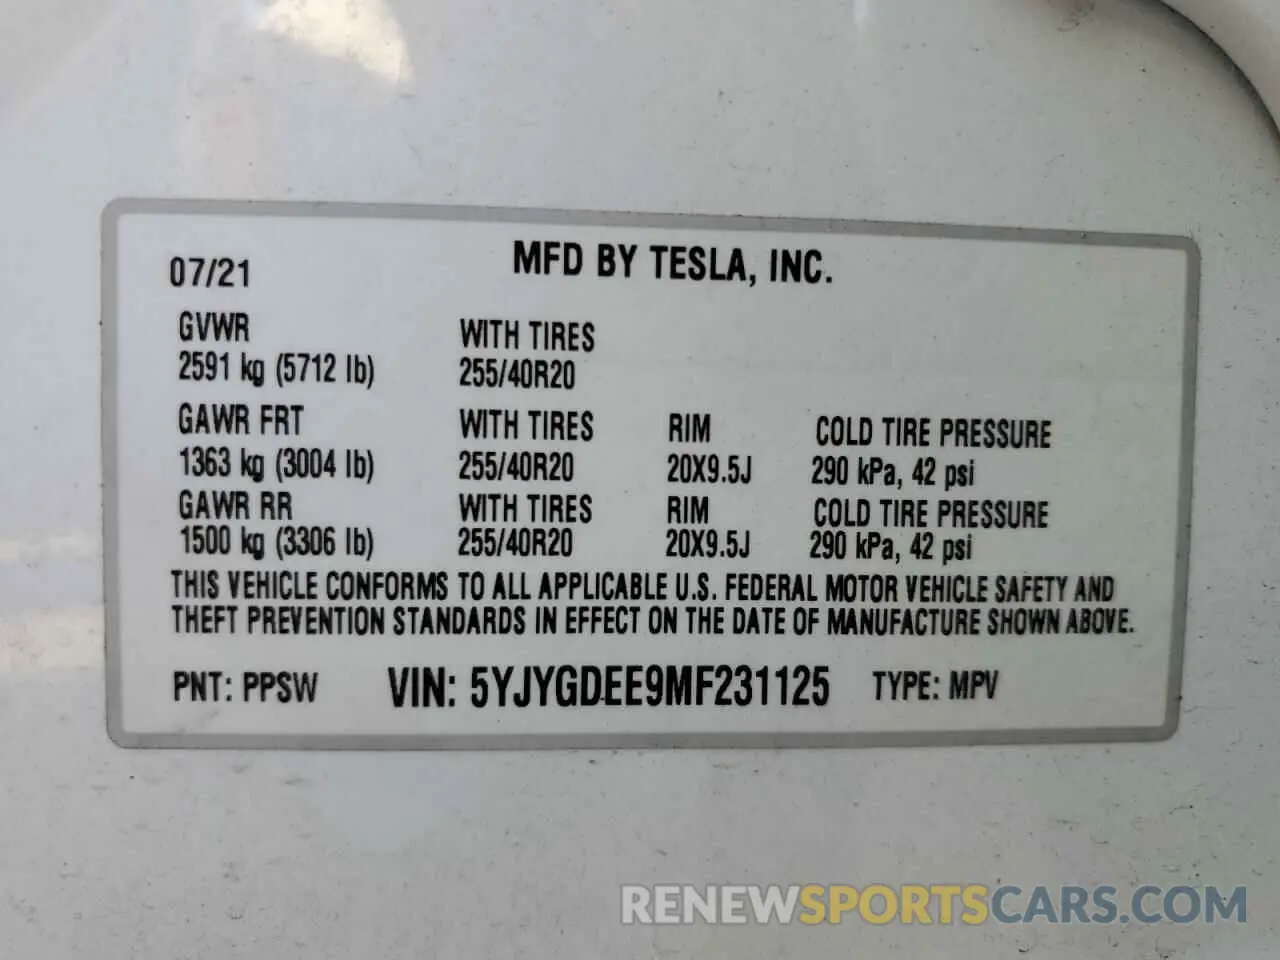 07/21 MFD BY TESLA, INC.
GVWR WITH TIRES
2591 kg (5712 lb) 255/40R20
GAWR FRT WITH TIRES RIM COLD TIRE PRESSURE
1363 kg (3004 lb) 255/40R20 20X9.5J 290 kPa, 42 psi
GAWR RR WITH TIRES RIM COLD TIRE PRESSURE
1500 kg (3306 lb) 255/40R20 20X9.5J 290 kPa, 42 psi
THIS VEHICLE CONFORMS TO ALL APPLICABLE U.S. FEDERAL MOTOR VEHICLE SAFETY AND
THEFT PREVENTION STANDARDS IN EFFECT ON THE DATE OF MANUFACTURE SHOWN ABOVE.
PNT: PPSW VIN: 5YJYGDEE9MF231125 TYPE: MPV
RENEWSPORTSCARS.COM